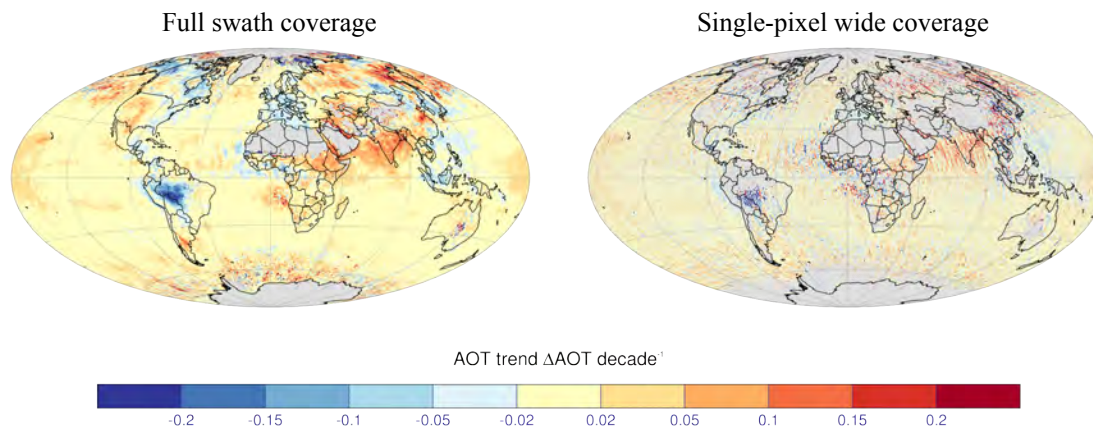 Full swath coverage Single-pixel wide coverage
AOT trend ΔAOT decade⁻¹
-0.2 -0.15 -0.1 -0.05 -0.02 0.02 0.05 0.1 0.15 0.2